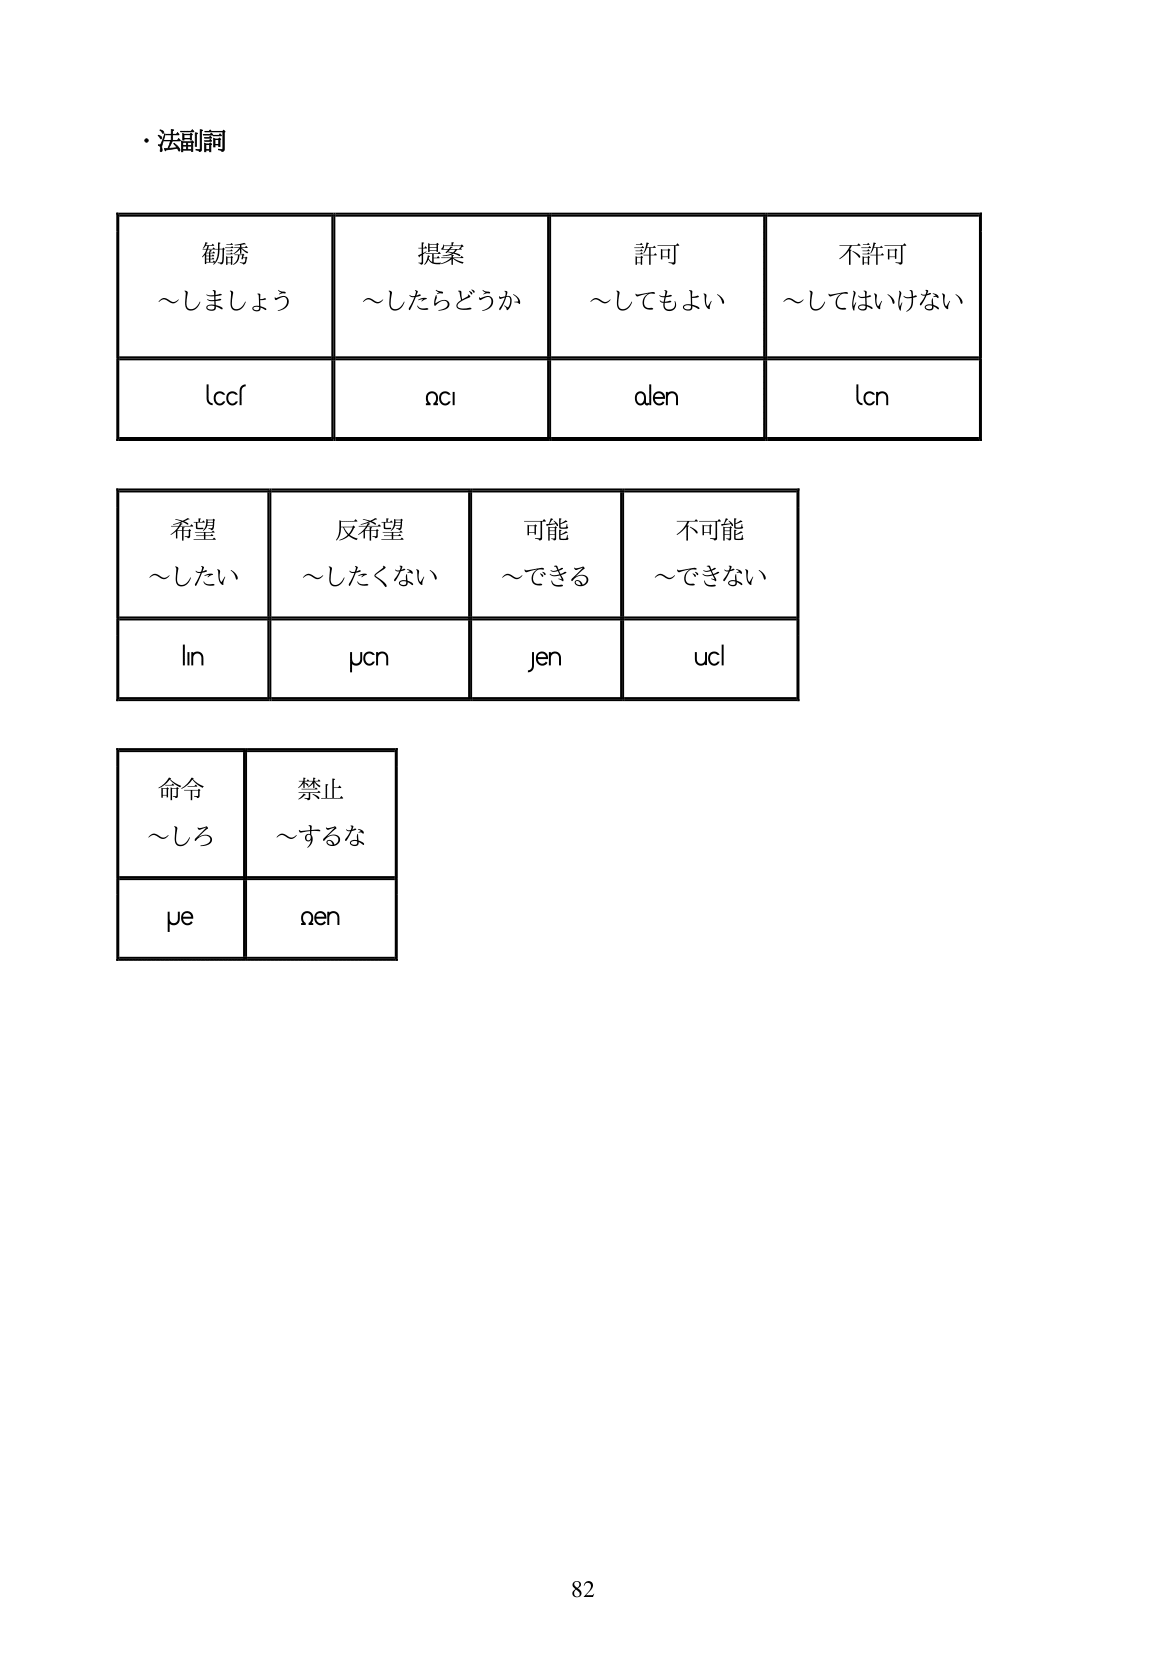 ・法副詞
勧誘 提案 許可 不許可
～しましょう ～したらどうか ～してもよい ～してはいけない
lccſ Ωcı ɑlen lcn
希望 反希望 可能 不可能
～したい ～したくない ～できる ～できない
lın μcn ȷen ucl
命令 禁止
～しろ ～するな
μe Ωen
82